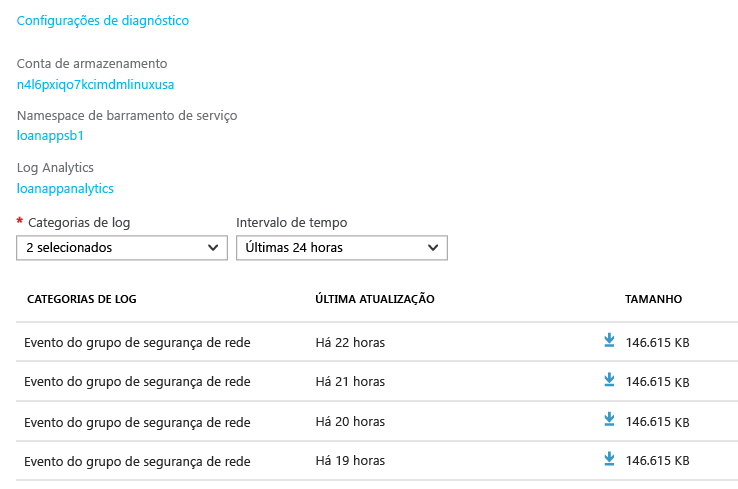 Configurações de diagnóstico
Conta de armazenamento
n4l6pxiqo7kcimdmlinuxusa
Namespace de barramento de serviço
loanappsb1
Log Analytics
loanappanalytics
* Categorias de log Intervalo de tempo
2 selecionados Últimas 24 horas
CATEGORIAS DE LOG ÚLTIMA ATUALIZAÇÃO TAMANHO
Evento do grupo de segurança de rede Há 22 horas 146.615 KB
Evento do grupo de segurança de rede Há 21 horas 146.615 KB
Evento do grupo de segurança de rede Há 20 horas 146.615 KB
Evento do grupo de segurança de rede Há 19 horas 146.615 KB